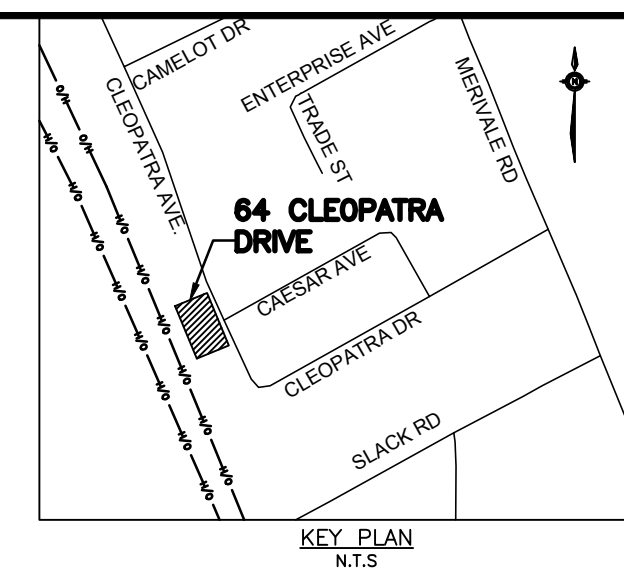 CAMELOT DR
ENTERPRISE AVE
CLEOPATRA AVE.
TRADE ST
MERIVALE RD
N
64 CLEOPATRA
DRIVE
CAESAR AVE
CLEOPATRA DR
SLACK RD
O/H O/H O/H O/H O/H O/H O/H O/H O/H
O/H O/H O/H O/H O/H O/H O/H O/H
KEY PLAN
N.T.S